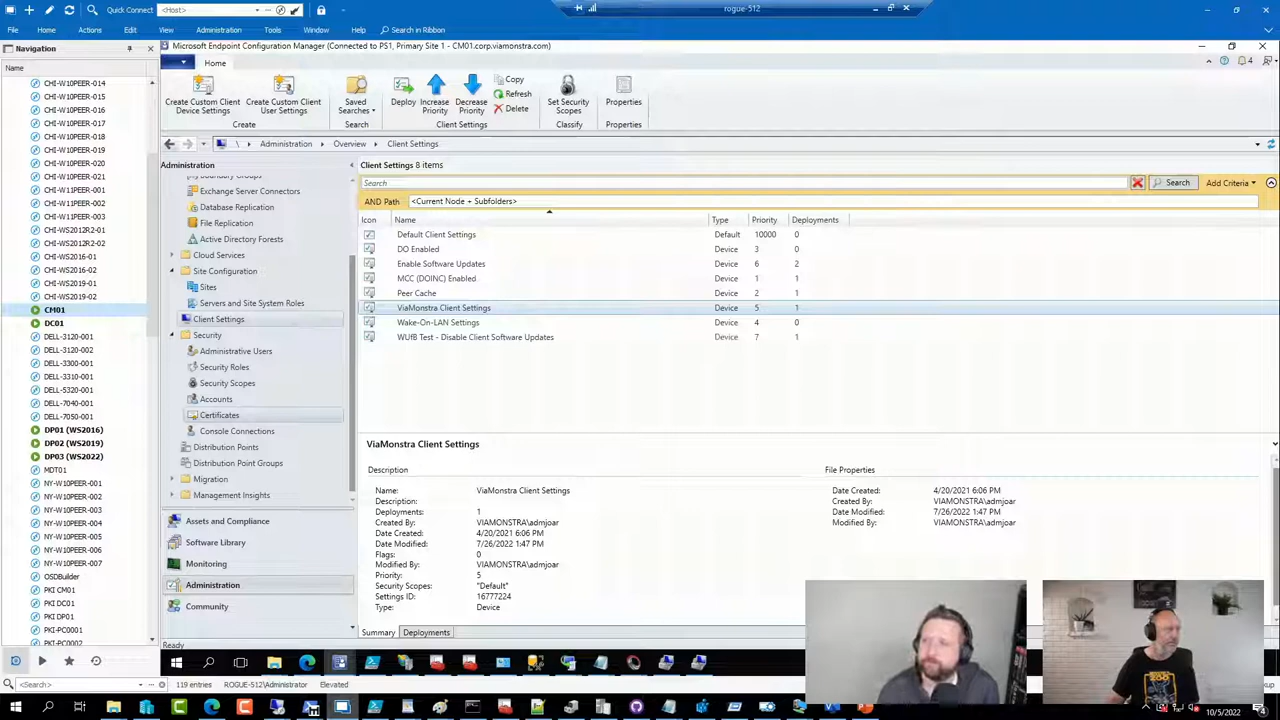 Quick Connect <Host>
rogue-512
File Home Actions Edit View Administration Tools Window Help Search in Ribbon
Navigation
Name
CHI-W10PEER-014
CHI-W10PEER-015
CHI-W10PEER-016
CHI-W10PEER-017
CHI-W10PEER-018
CHI-W10PEER-019
CHI-W10PEER-020
CHI-W10PEER-021
CHI-W11PEER-001
CHI-W11PEER-002
CHI-W11PEER-003
CHI-WS2012R2-01
CHI-WS2012R2-02
CHI-WS2016-01
CHI-WS2016-02
CHI-WS2019-01
CHI-WS2019-02
CM01
DC01
DELL-3120-001
DELL-3120-002
DELL-3300-001
DELL-3310-001
DELL-5320-001
DELL-7040-001
DELL-7050-001
DP01 (WS2016)
DP02 (WS2019)
DP03 (WS2022)
MDT01
NY-W10PEER-001
NY-W10PEER-002
NY-W10PEER-003
NY-W10PEER-004
NY-W10PEER-005
NY-W10PEER-006
NY-W10PEER-007
OSDBuilder
PKI CM01
PKI DC01
PKI DP01
PKI-PC0001
PKI-PC0002
<Search>
Microsoft Endpoint Configuration Manager (Connected to PS1, Primary Site 1 - CM01.corp.viamonstra.com)
Home
4
Create Custom Client Device Settings
Create Custom Client User Settings
Create
Saved Searches
Search
Deploy
Increase Priority
Decrease Priority
Copy
Refresh
Delete
Client Settings
Set Security Scopes
Classify
Properties
Properties
\ Administration Overview Client Settings
Administration
Boundary Groups
Exchange Server Connectors
Database Replication
File Replication
Active Directory Forests
Cloud Services
Site Configuration
Sites
Servers and Site System Roles
Client Settings
Security
Administrative Users
Security Roles
Security Scopes
Accounts
Certificates
Console Connections
Distribution Points
Distribution Point Groups
Migration
Management Insights
Assets and Compliance
Software Library
Monitoring
Administration
Community
Ready
Client Settings 8 items
Search Search Add Criteria
AND Path <Current Node + Subfolders>
Icon Name Type Priority Deployments
Default Client Settings Default 10000 0
DO Enabled Device 3 0
Enable Software Updates Device 6 2
MCC (DOINC) Enabled Device 1 1
Peer Cache Device 2 1
ViaMonstra Client Settings Device 5 1
Wake-On-LAN Settings Device 4 0
WUfB Test - Disable Client Software Updates Device 7 1
ViaMonstra Client Settings
Description
Name: ViaMonstra Client Settings
Description:
Deployments: 1
Created By: VIAMONSTRA\admjoar
Date Created: 4/20/2021 6:06 PM
Date Modified: 7/26/2022 1:47 PM
Flags: 0
Modified By: VIAMONSTRA\admjoar
Priority: 5
Security Scopes: "Default"
Settings ID: 16777224
Type: Device
File Properties
Date Created: 4/20/2021 6:06 PM
Created By: VIAMONSTRA\admjoar
Date Modified: 7/26/2022 1:47 PM
Modified By: VIAMONSTRA\admjoar
Summary Deployments
119 entries ROGUE-512\Administrator Elevated
10/5/2022